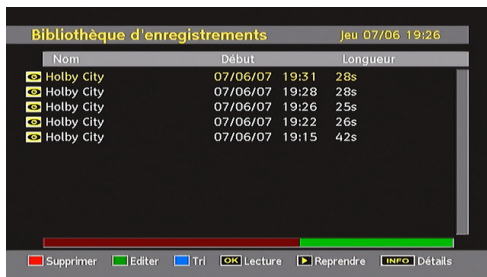 Bibliothèque d'enregistrements Jeu 07/06 19:26
Nom Début Longueur
Holby City 07/06/07 19:31 28s
Holby City 07/06/07 19:28 28s
Holby City 07/06/07 19:26 25s
Holby City 07/06/07 19:22 26s
Holby City 07/06/07 19:15 42s
Supprimer Editer Tri OK Lecture Reprendre INFO Détails